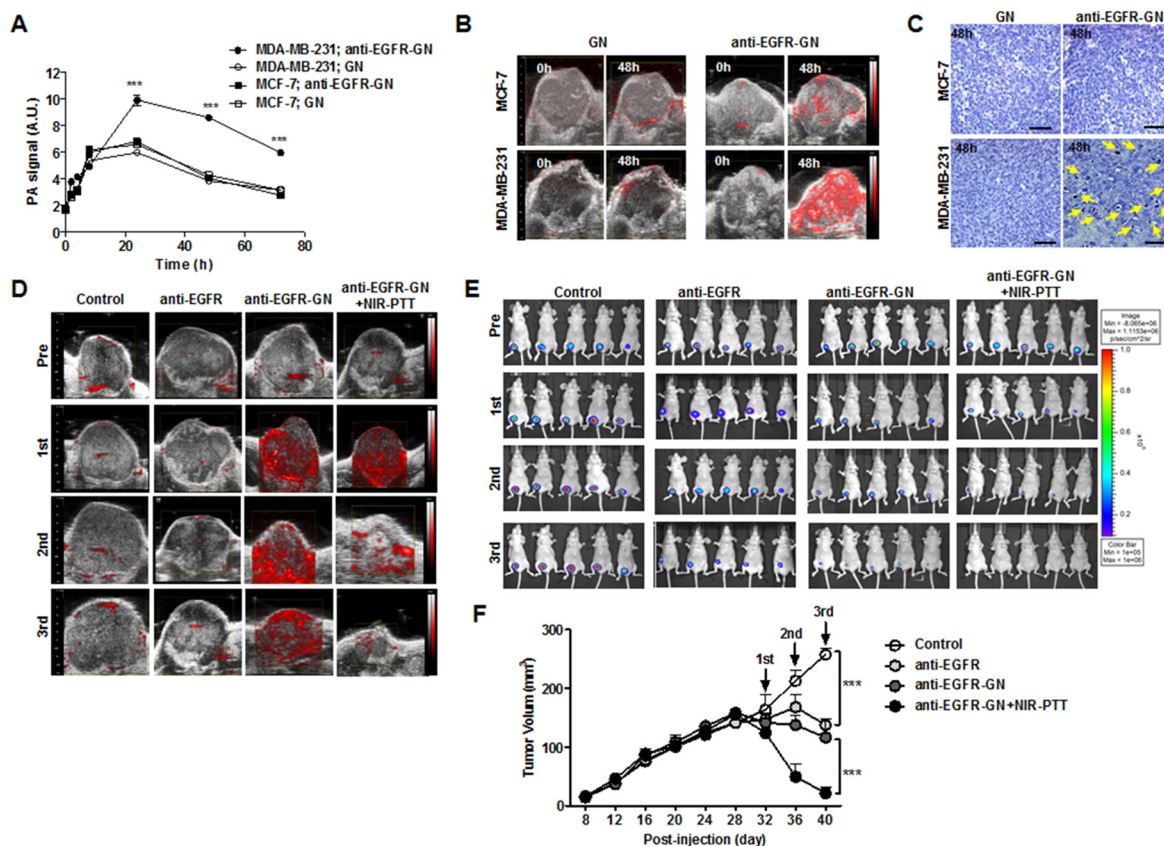 A
MDA-MB-231; anti-EGFR-GN
MDA-MB-231; GN
MCF-7; anti-EGFR-GN
MCF-7; GN
***
***
***
PA signal (A.U.)
12
10
8
6
4
2
0
0 20 40 60 80
Time (h)
B
GN anti-EGFR-GN
MCF-7
0h 48h 0h 48h
MDA-MB-231
0h 48h 0h 48h
C
GN anti-EGFR-GN
MCF-7
48h 48h
MDA-MB-231
48h 48h
D
Control anti-EGFR anti-EGFR-GN anti-EGFR-GN
+NIR-PTT
Pre
1st
2nd
3rd
E
Control anti-EGFR anti-EGFR-GN anti-EGFR-GN
+NIR-PTT
Pre
1st
2nd
3rd
Image
Min = -8.065e+06
Max = 1.1153e+06
p/sec/cm^2/sr
1.0
0.8
0.6
0.4
0.2
Color Bar
Min = 1e+05
Max = 1e+06
F
Tumor Volum (mm³)
300
200
100
0
1st
2nd
3rd
Control
anti-EGFR
anti-EGFR-GN
anti-EGFR-GN+NIR-PTT
***
***
8 12 16 20 24 28 32 36 40
Post-injection (day)